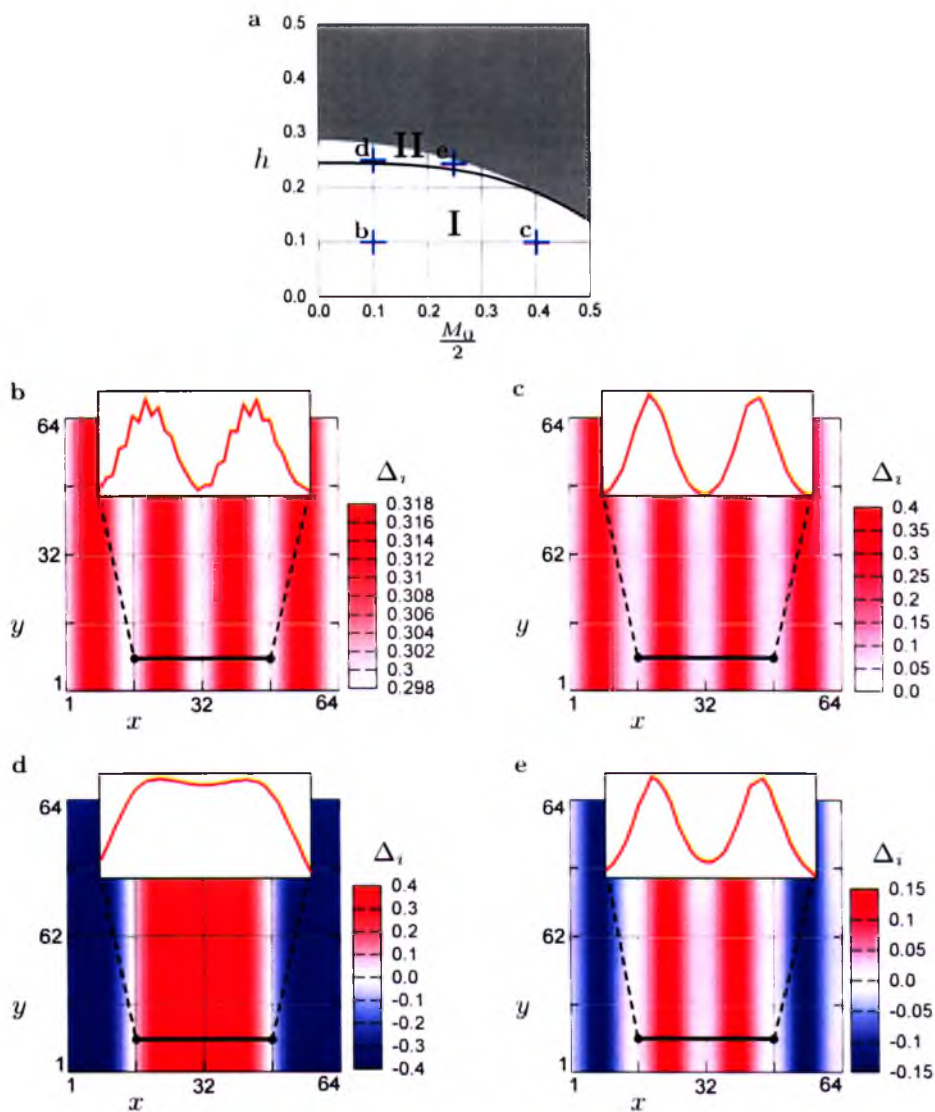 a
0.5
0.4
0.3
d II e
h
0.2
b I c
0.1
0.0
0.0 0.1 0.2 0.3 0.4 0.5
M₀
2
b
64
32
y
1
1 32 64
x
Δᵢ
0.318
0.316
0.314
0.312
0.31
0.308
0.306
0.304
0.302
0.3
0.298
c
64
62
y
1
1 32 64
x
Δᵢ
0.4
0.35
0.3
0.25
0.2
0.15
0.1
0.05
0.0
d
64
62
y
1
1 32 64
x
Δᵢ
0.4
0.3
0.2
0.1
0.0
-0.1
-0.2
-0.3
-0.4
e
64
62
y
1
1 32 64
x
Δᵢ
0.15
0.1
0.05
0.0
-0.05
-0.1
-0.15